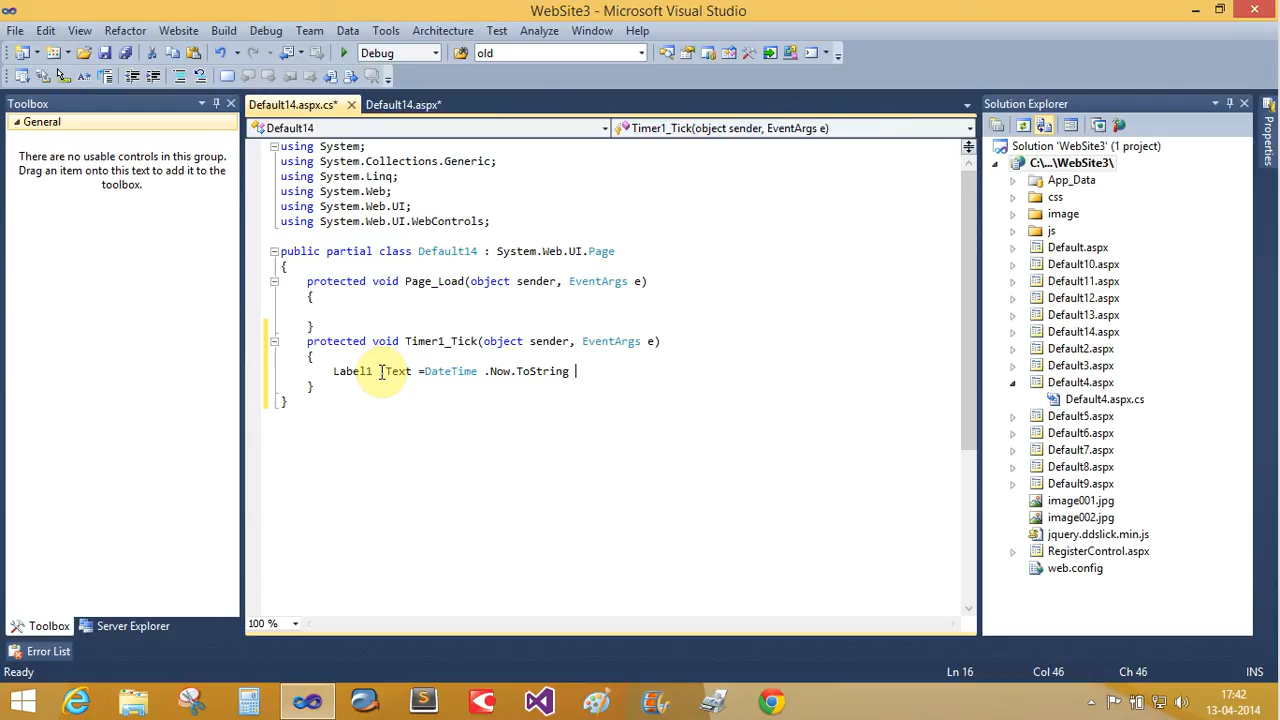 WebSite3 - Microsoft Visual Studio
File Edit View Refactor Website Build Debug Team Data Tools Architecture Test Analyze Window Help
Debug old
Toolbox
General
There are no usable controls in this group.
Drag an item onto this text to add it to the
toolbox.
Toolbox Server Explorer
Default14.aspx.cs* Default14.aspx*
Default14 Timer1_Tick(object sender, EventArgs e)
using System;
using System.Collections.Generic;
using System.Linq;
using System.Web;
using System.Web.UI;
using System.Web.UI.WebControls;
public partial class Default14 : System.Web.UI.Page
{
protected void Page_Load(object sender, EventArgs e)
{
}
protected void Timer1_Tick(object sender, EventArgs e)
{
Label1 .Text =DateTime .Now.ToString
}
}
100 %
Solution Explorer
Solution 'WebSite3' (1 project)
C:\...\WebSite3\
App_Data
css
image
js
Default.aspx
Default10.aspx
Default11.aspx
Default12.aspx
Default13.aspx
Default14.aspx
Default2.aspx
Default3.aspx
Default4.aspx
Default4.aspx.cs
Default5.aspx
Default6.aspx
Default7.aspx
Default8.aspx
Default9.aspx
image001.jpg
image002.jpg
jquery.ddslick.min.js
RegisterControl.aspx
web.config
Properties
Error List
Ready Ln 16 Col 46 Ch 46 INS
17:42
13-04-2014